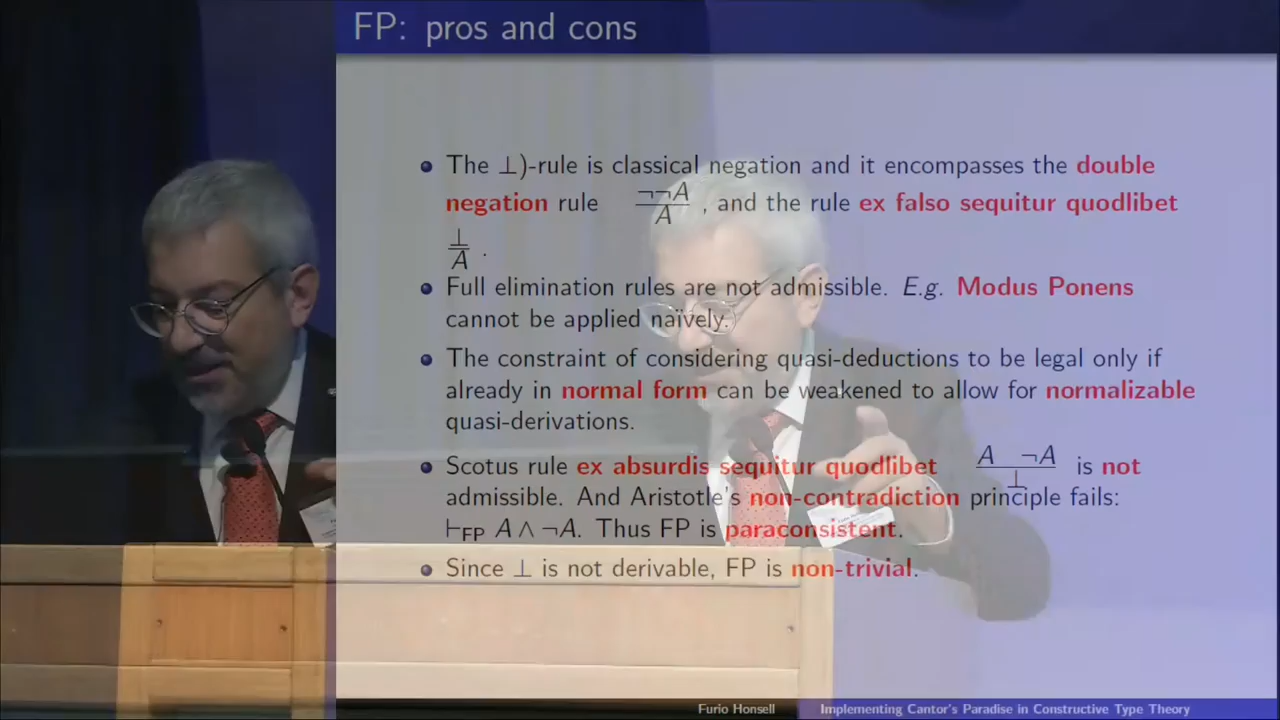 FP: pros and cons
The ⊥)-rule is classical negation and it encompasses the double
negation rule ¬¬A / A , and the rule ex falso sequitur quodlibet
⊥ / A .
Full elimination rules are not admissible. E.g. Modus Ponens
cannot be applied naïvely.
The constraint of considering quasi-deductions to be legal only if
already in normal form can be weakened to allow for normalizable
quasi-derivations.
Scotus rule ex absurdis sequitur quodlibet A ¬A / ⊥ is not
admissible. And Aristotle's non-contradiction principle fails:
⊢FP A ∧ ¬A. Thus FP is paraconsistent.
Since ⊥ is not derivable, FP is non-trivial.
Furio Honsell Implementing Cantor's Paradise in Constructive Type Theory